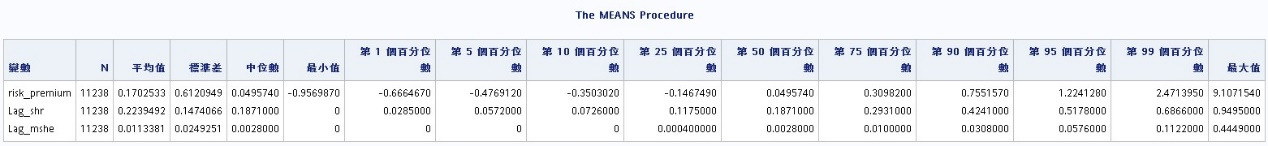 The MEANS Procedure
變數 N 平均值 標準差 中位數 最小值 第 1 個百分位數 第 5 個百分位數 第 10 個百分位數 第 25 個百分位數 第 50 個百分位數 第 75 個百分位數 第 90 個百分位數 第 95 個百分位數 第 99 個百分位數 最大值
risk_premium 11238 0.1702533 0.6120949 0.0495740 -0.9569870 -0.6664670 -0.4769120 -0.3503020 -0.1467490 0.0495740 0.3098200 0.7551570 1.2241280 2.4713950 9.1071540
Lag_shr 11238 0.2239492 0.1474066 0.1871000 0 0.0285000 0.0572000 0.0726000 0.1175000 0.1871000 0.2931000 0.4241000 0.5178000 0.6866000 0.9495000
Lag_mshe 11238 0.0113381 0.0249251 0.0028000 0 0 0 0 0.000400000 0.0028000 0.0100000 0.0308000 0.0576000 0.1122000 0.4449000